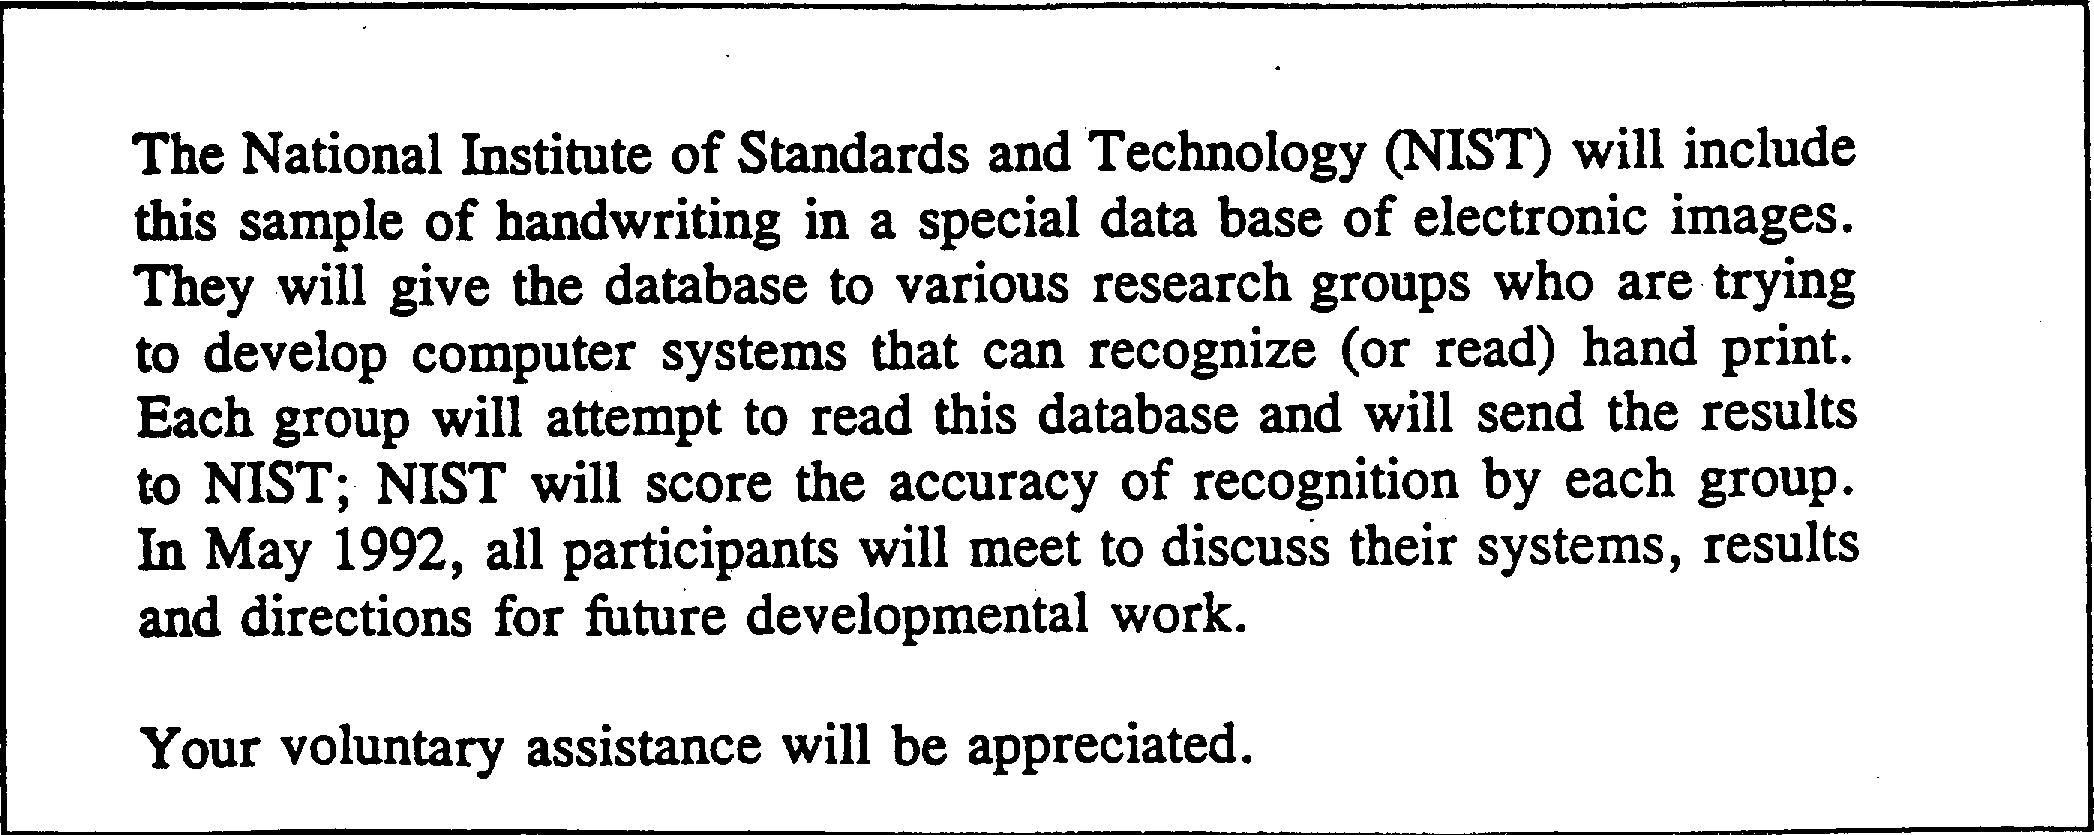 The National Institute of Standards and Technology (NIST) will include
this sample of handwriting in a special data base of electronic images.
They will give the database to various research groups who are trying
to develop computer systems that can recognize (or read) hand print.
Each group will attempt to read this database and will send the results
to NIST; NIST will score the accuracy of recognition by each group.
In May 1992, all participants will meet to discuss their systems, results
and directions for future developmental work.
Your voluntary assistance will be appreciated.